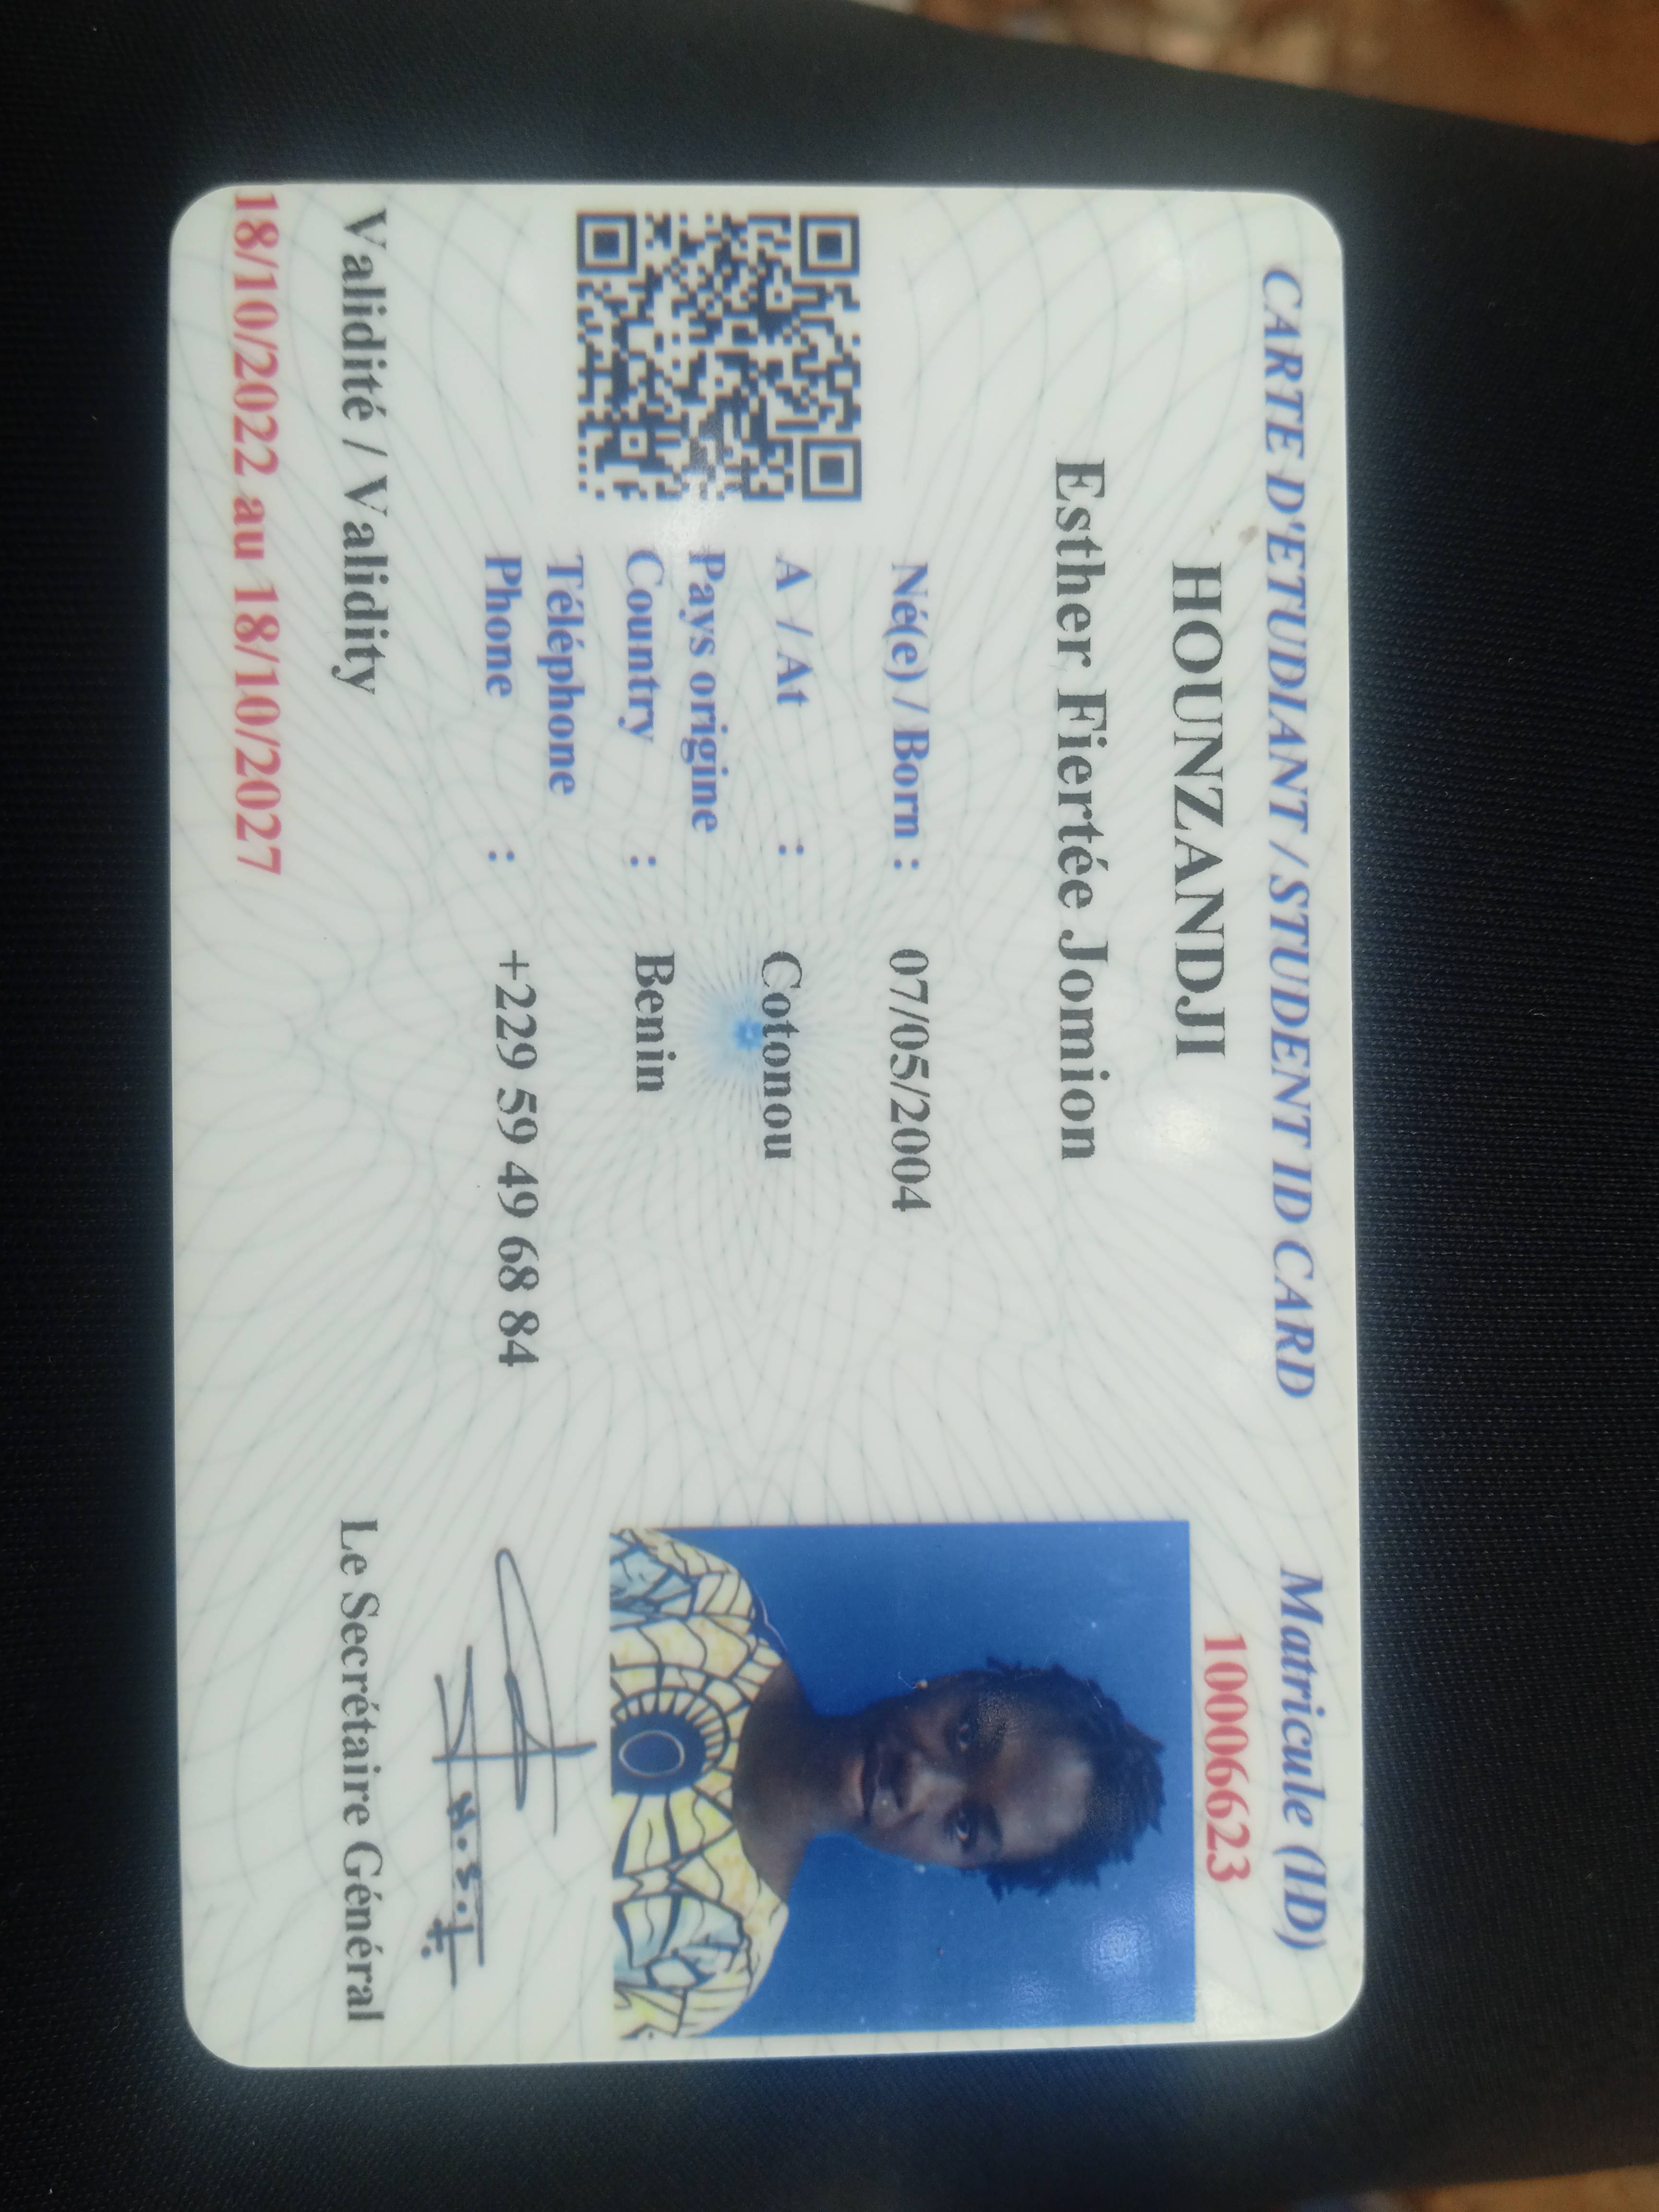 CARTE D'ETUDIANT / STUDENT ID CARD
Matricule (ID)
1006623
HOUNZANDJI
Esther Fiertée Jomion
Né(e) / Born : 07/05/2004
A / At : Cotonou
Pays origine
Country : Benin
Téléphone
Phone : +229 59 49 68 84
Validité / Validity
18/10/2022 au 18/10/2027
Le Secrétaire Général